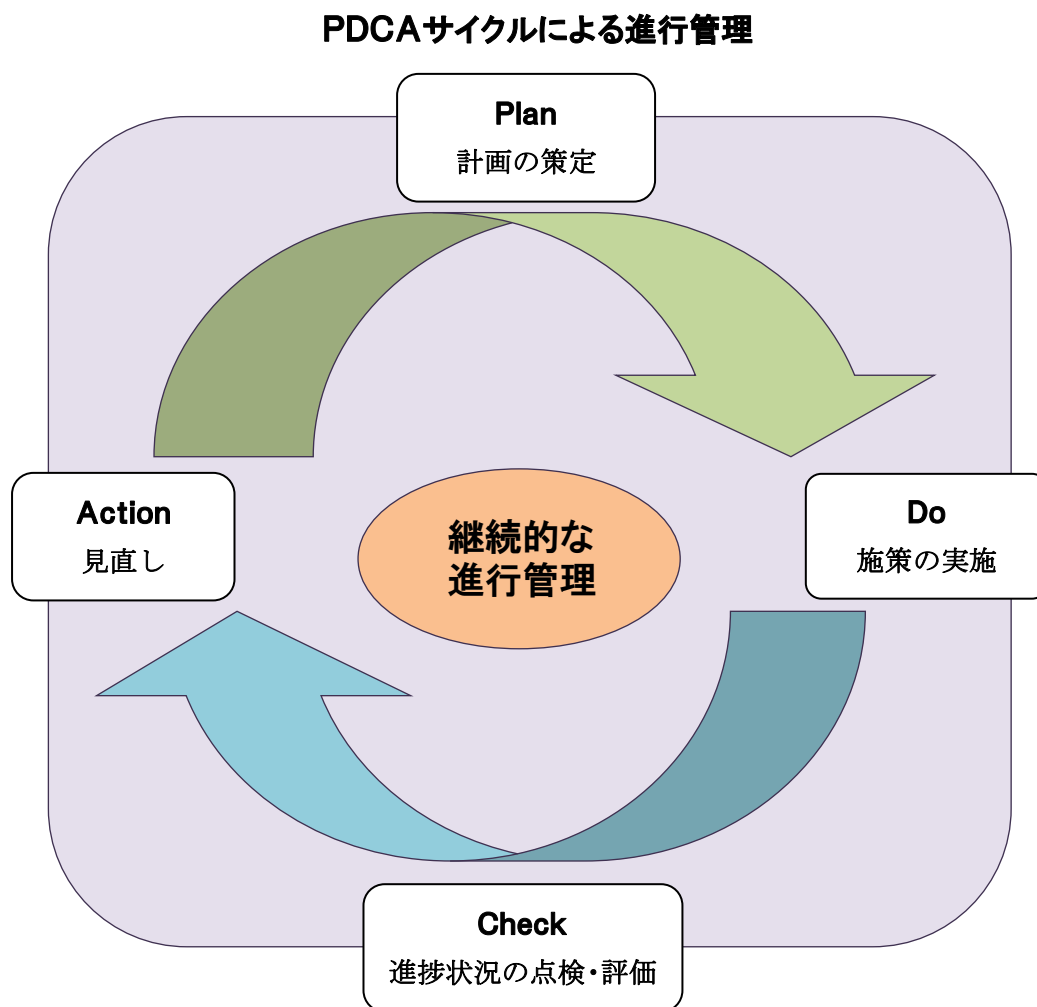 PDCAサイクルによる進行管理
Plan
計画の策定
Action
見直し
継続的な
進行管理
Do
施策の実施
Check
進捗状況の点検・評価